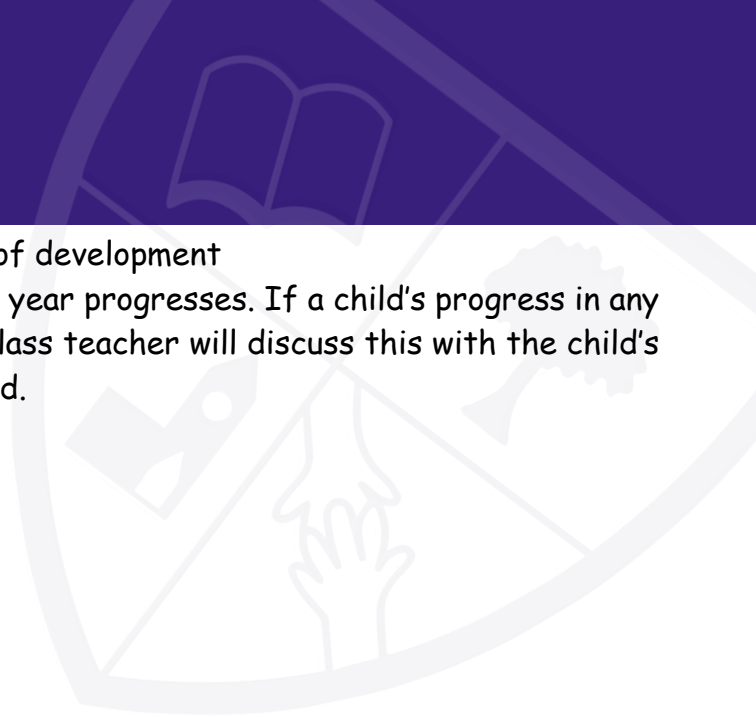 of development
year progresses. If a child's progress in any
lass teacher will discuss this with the child's
d.